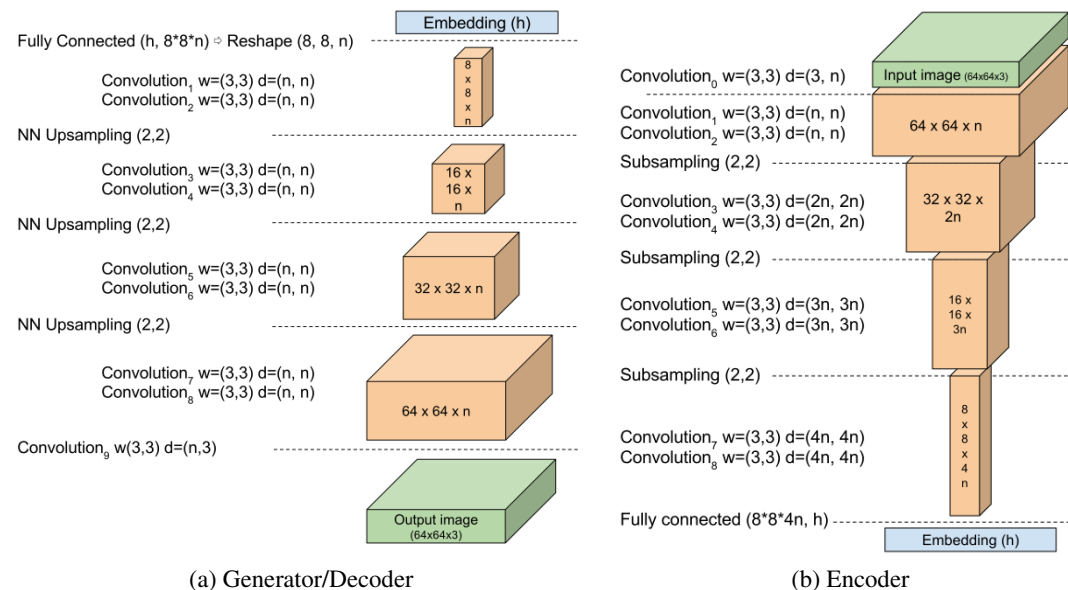 Embedding (h)
Fully Connected (h, 8*8*n) ⇨ Reshape (8, 8, n)
8
x
8
x
n
Convolution₁ w=(3,3) d=(n, n)
Convolution₂ w=(3,3) d=(n, n)
NN Upsampling (2,2)
Convolution₃ w=(3,3) d=(n, n)
Convolution₄ w=(3,3) d=(n, n)
16 x
16 x
n
NN Upsampling (2,2)
Convolution₅ w=(3,3) d=(n, n)
Convolution₆ w=(3,3) d=(n, n)
32 x 32 x n
NN Upsampling (2,2)
Convolution₇ w=(3,3) d=(n, n)
Convolution₈ w=(3,3) d=(n, n)
64 x 64 x n
Convolution₉ w(3,3) d=(n,3)
Output image
(64x64x3)
(a) Generator/Decoder
Convolution₀ w=(3,3) d=(3, n)
Input image (64x64x3)
Convolution₁ w=(3,3) d=(n, n)
Convolution₂ w=(3,3) d=(n, n)
64 x 64 x n
Subsampling (2,2)
Convolution₃ w=(3,3) d=(2n, 2n)
Convolution₄ w=(3,3) d=(2n, 2n)
32 x 32 x
2n
Subsampling (2,2)
Convolution₅ w=(3,3) d=(3n, 3n)
Convolution₆ w=(3,3) d=(3n, 3n)
16 x
16 x
3n
Subsampling (2,2)
Convolution₇ w=(3,3) d=(4n, 4n)
Convolution₈ w=(3,3) d=(4n, 4n)
8
x
8
x
4
n
Fully connected (8*8*4n, h)
Embedding (h)
(b) Encoder